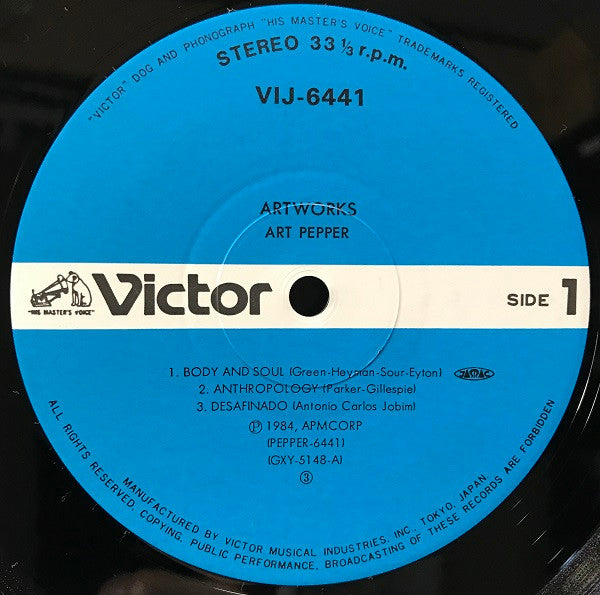 "VICTOR" DOG AND PHONOGRAPH "HIS MASTER'S VOICE" TRADEMARKS REGISTERED
STEREO 33 1/3 r.p.m.
VIJ-6441
ARTWORKS
ART PEPPER
"HIS MASTER'S VOICE"
Victor
SIDE 1
1. BODY AND SOUL (Green-Heyman-Sour-Eyton)
JASRAC
2. ANTHROPOLOGY (Parker-Gillespie)
3. DESAFINADO (Antonio Carlos Jobim)
Ⓟ 1984, APMCORP
(PEPPER-6441)
(GXY-5148-A)
③
MANUFACTURED BY VICTOR MUSICAL INDUSTRIES, INC., TOKYO, JAPAN
ALL RIGHTS RESERVED. COPYING, PUBLIC PERFORMANCE, BROADCASTING OF THESE RECORDS ARE FORBIDDEN